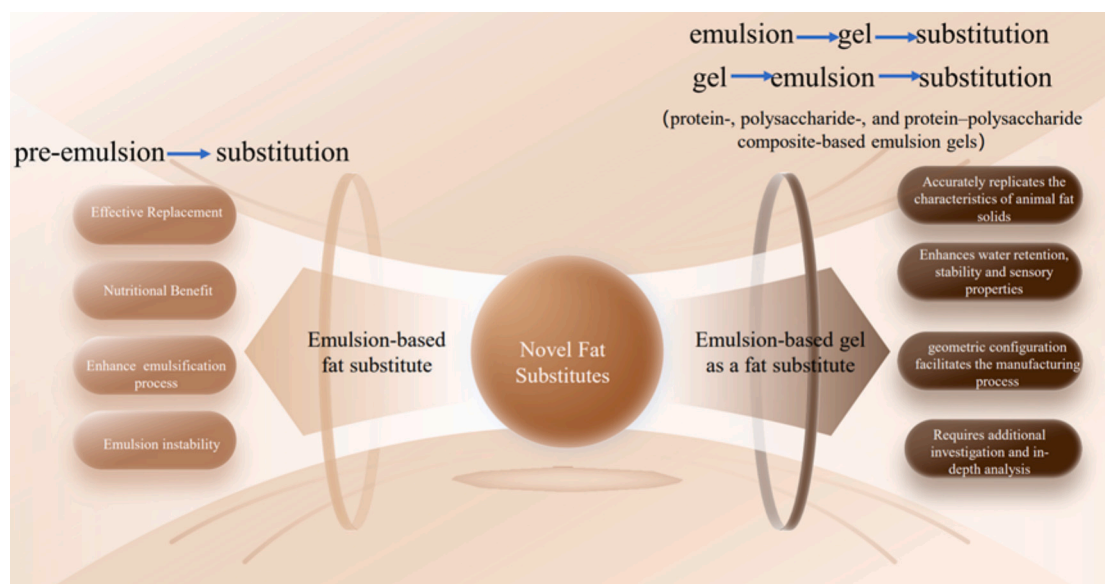 emulsion → gel → substitution
gel → emulsion → substitution
(protein-, polysaccharide-, and protein–polysaccharide
composite-based emulsion gels)
pre-emulsion → substitution
Effective Replacement
Nutritional Benefit
Enhance emulsification
process
Emulsion instability
Emulsion-based
fat substitute
Novel Fat
Substitutes
Emulsion-based gel
as a fat substitute
Accurately replicates the
characteristics of animal fat
solids
Enhances water retention,
stability and sensory
properties
geometric configuration
facilitates the manufacturing
process
Requires additional
investigation and in-
depth analysis